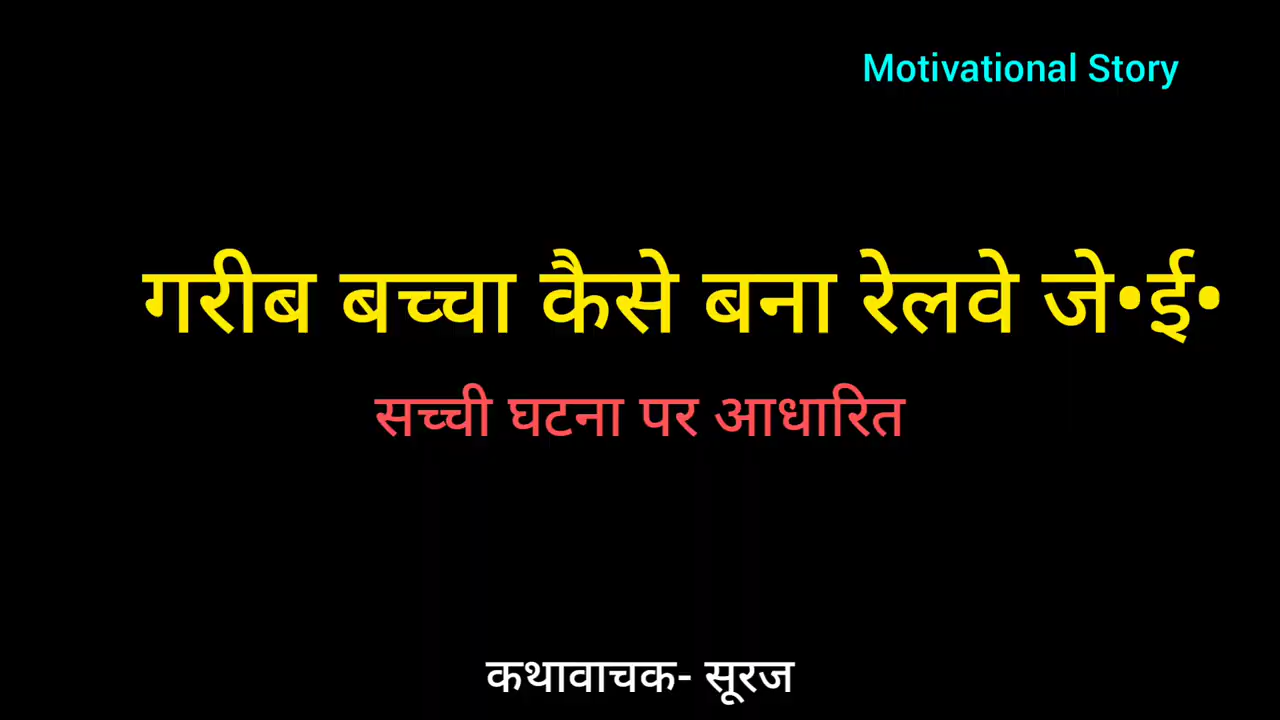 Motivational Story
गरीब बच्चा कैसे बना रेलवे जे•ई•
सच्ची घटना पर आधारित
कथावाचक- सूरज